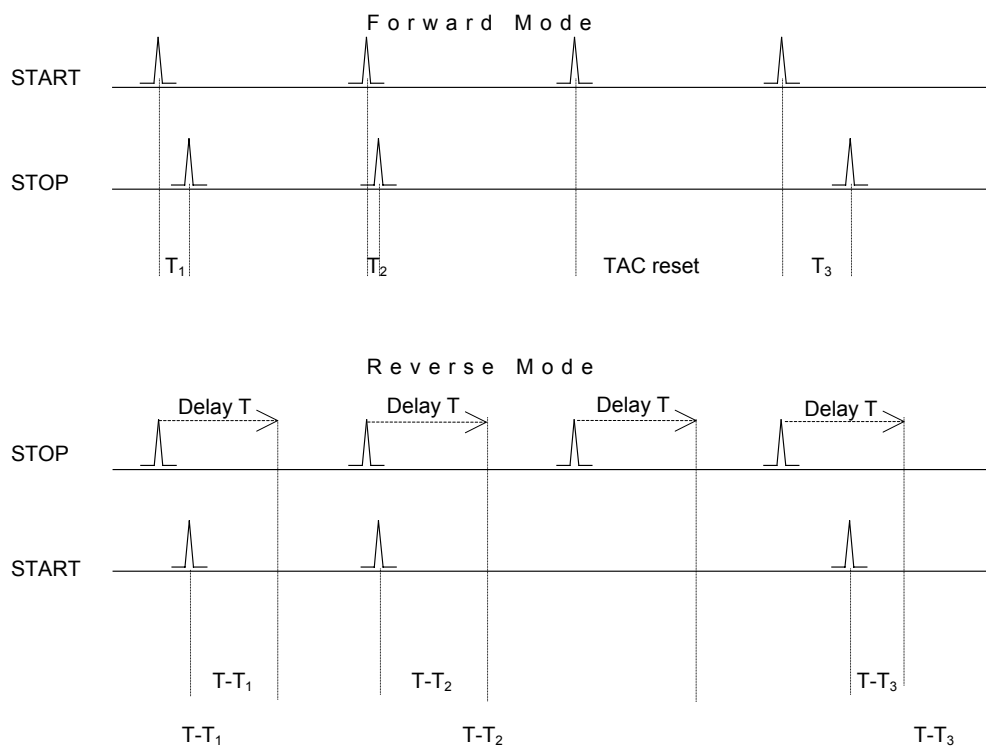 Forward Mode
START
STOP
T₁ T₂ TAC reset T₃
Reverse Mode
Delay T Delay T Delay T Delay T
STOP
START
T-T₁ T-T₂ T-T₃
T-T₁ T-T₂ T-T₃